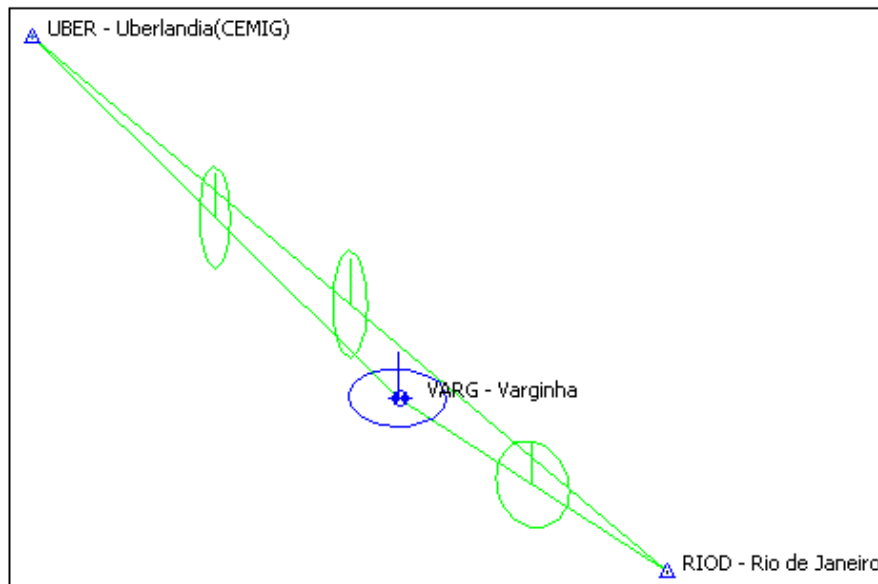 UBER - Uberlandia(CEMIG)
VARG - Varginha
RIOD - Rio de Janeiro